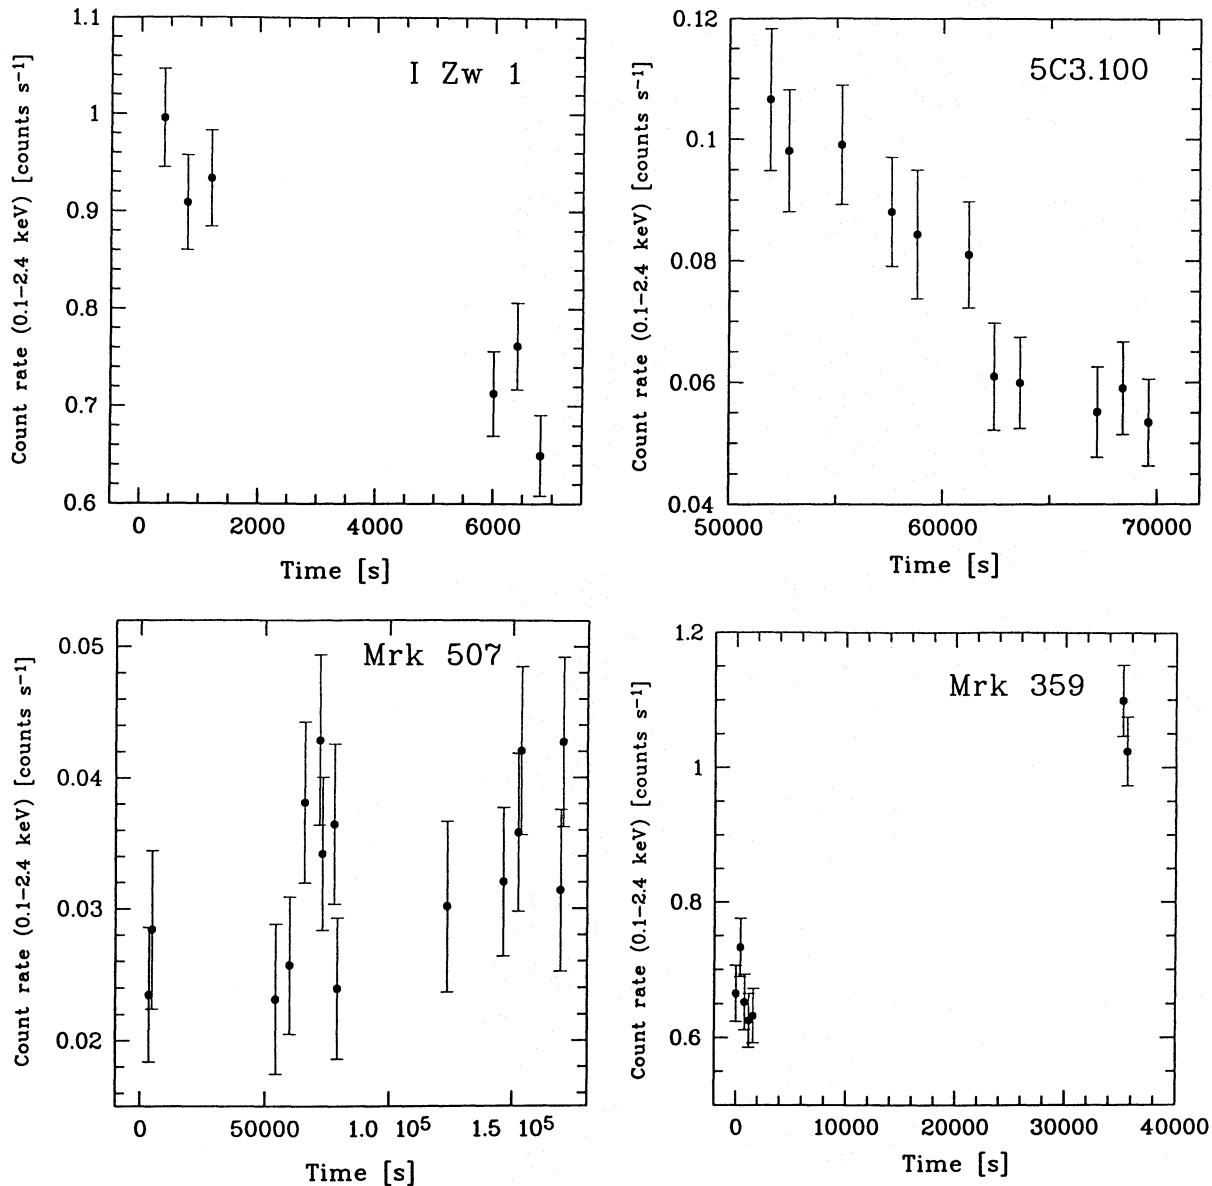 I Zw 1
Count rate (0.1–2.4 keV) [counts s⁻¹]
1.1
1
0.9
0.8
0.7
0.6
0 2000 4000 6000
Time [s]
5C3.100
Count rate (0.1–2.4 keV) [counts s⁻¹]
0.12
0.1
0.08
0.06
0.04
50000 60000 70000
Time [s]
Mrk 507
Count rate (0.1–2.4 keV) [counts s⁻¹]
0.05
0.04
0.03
0.02
0 50000 1.0 10⁵ 1.5 10⁵
Time [s]
Mrk 359
Count rate (0.1–2.4 keV) [counts s⁻¹]
1.2
1
0.8
0.6
0 10000 20000 30000 40000
Time [s]